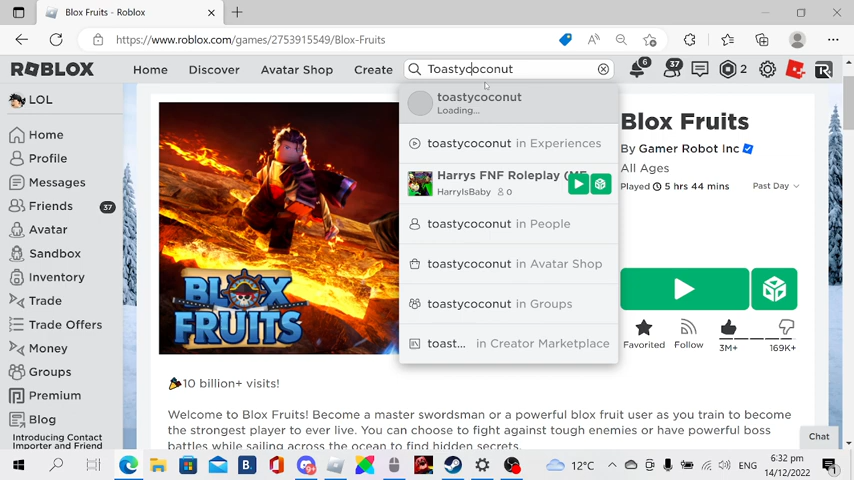 Blox Fruits - Roblox
https://www.roblox.com/games/2753915549/Blox-Fruits
ROBLOX Home Discover Avatar Shop Create Toastycoconut 6 37 2
LOL
Home
Profile
Messages
Friends 37
Avatar
Sandbox
Inventory
Trade
Trade Offers
Money
Groups
Premium
Blog
Introducing Contact
Importer and Friend
toastycoconut
Loading...
toastycoconut in Experiences
Harrys FNF Roleplay (ME
HarryIsBaby 0
toastycoconut in People
toastycoconut in Avatar Shop
toastycoconut in Groups
toast... in Creator Marketplace
BLOX
FRUITS
Blox Fruits
By Gamer Robot Inc
All Ages
Played 5 hrs 44 mins Past Day
Favorited Follow 3M+ 169K+
🎉10 billion+ visits!
Welcome to Blox Fruits! Become a master swordsman or a powerful blox fruit user as you train to become
the strongest player to ever live. You can choose to fight against tough enemies or have powerful boss
battles while sailing across the ocean to find hidden secrets.
Chat
12°C ENG 6:32 pm
14/12/2022